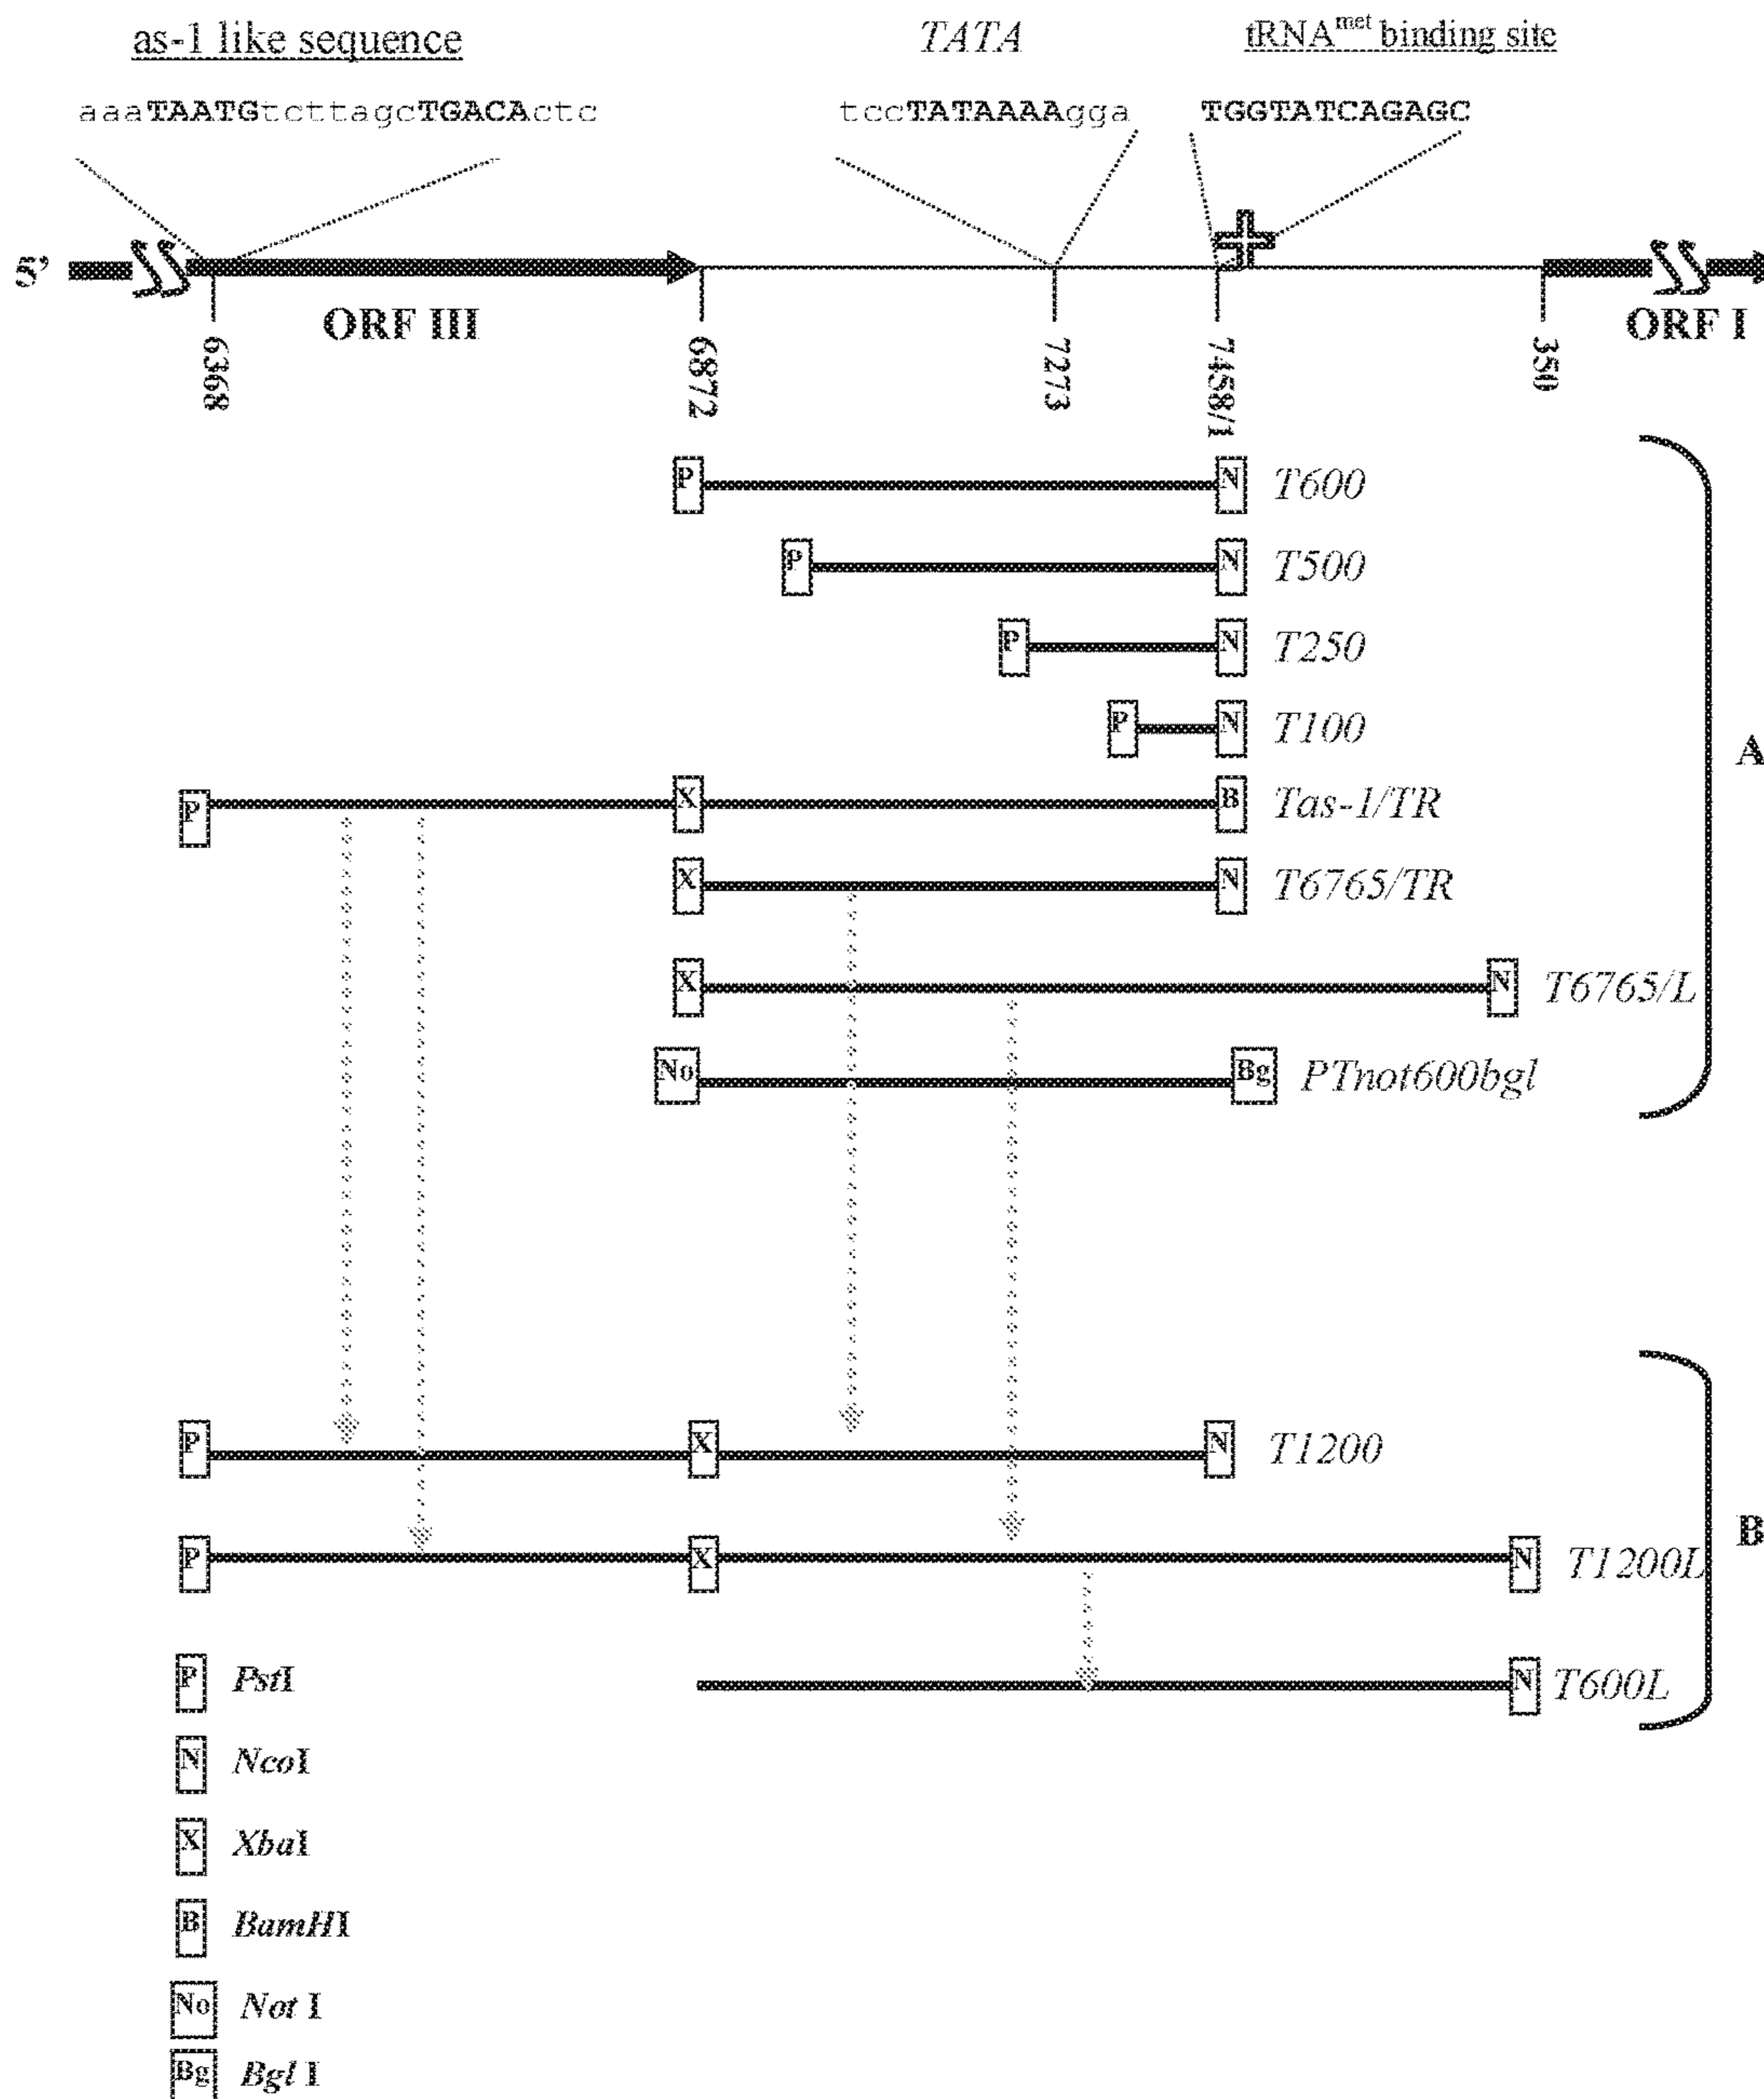 as-1 like sequence TATA tRNAmet binding site
aaaTAATGtcttagcTGACActc tccTATAAAAgga TGGTATCAGAGC
5’
ORF III ORF I
6368 6872 7273 7458/1 350
P N T600
P N T500
P N T250
P N T100
P X B Tas-1/TR
X N T6765/TR
X N T6765/L
No Bg PTnot600bgl
A
P X N T1200
P X N T1200L
N T600L
B
P PstI
N NcoI
X XbaI
B BamHI
No Not I
Bg Bgl I